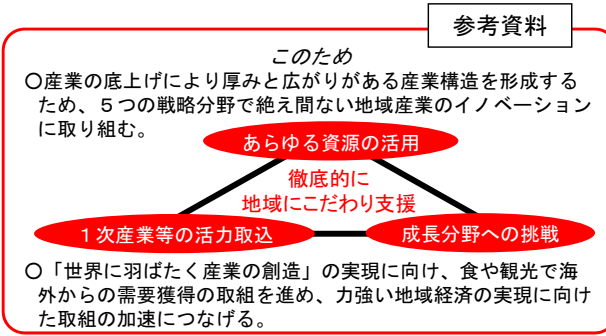 参考資料
このため
○産業の底上げにより厚みと広がりがある産業構造を形成する
ため、５つの戦略分野で絶え間ない地域産業のイノベーション
に取り組む。
あらゆる資源の活用
徹底的に
地域にこだわり支援
１次産業等の活力取込
成長分野への挑戦
○「世界に羽ばたく産業の創造」の実現に向け、食や観光で海
外からの需要獲得の取組を進め、力強い地域経済の実現に向け
た取組の加速につなげる。